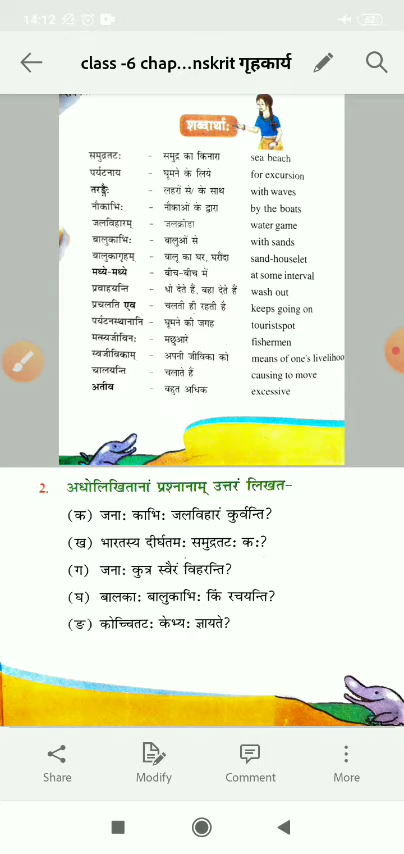 14:12
52
class -6 chap...nskrit गृहकार्य
शब्दार्थाः
समुद्रतटः - समुद्र का किनारा sea beach
पर्यटनाय - घूमने के लिये for excursion
तरङ्गैः - लहरों से/ के साथ with waves
नौकाभिः - नौकाओं के द्वारा by the boats
जलविहारम् - जलक्रीडा water game
बालुकाभिः - बालुओं से with sands
बालुकागृहम् - बालू का घर, घरौंदा sand-houselet
मध्ये-मध्ये - बीच-बीच में at some interval
प्रवाहयन्ति - धो देते हैं, बहा देते हैं wash out
प्रचलति एव - चलती ही रहती है keeps going on
पर्यटनस्थानानि - घूमने की जगह touristspot
मत्स्यजीविनः - मछुआरे fishermen
स्वजीविकाम् - अपनी जीविका को means of one's livelihoo
चालयन्ति - चलाते हैं causing to move
अतीव - बहुत अधिक excessive
2. अधोलिखितानां प्रश्नानाम् उत्तरं लिखत-
(क) जनाः काभिः जलविहारं कुर्वन्ति?
(ख) भारतस्य दीर्घतमः समुद्रतटः कः?
(ग) जनाः कुत्र स्वैरं विहरन्ति?
(घ) बालकाः बालुकाभिः किं रचयन्ति?
(ङ) कोच्चितटः केभ्यः ज्ञायते?
Share Modify Comment More